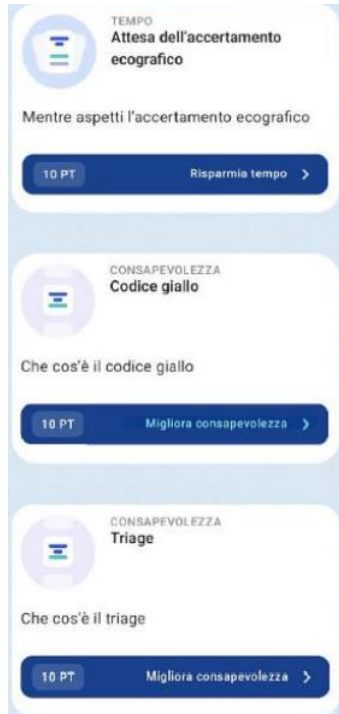 TEMPO
Attesa dell'accertamento
ecografico
Mentre aspetti l'accertamento ecografico
10 PT
Risparmia tempo
CONSAPEVOLEZZA
Codice giallo
Che cos'è il codice giallo
10 PT
Migliora consapevolezza
CONSAPEVOLEZZA
Triage
Che cos'è il triage
10 PT
Migliora consapevolezza